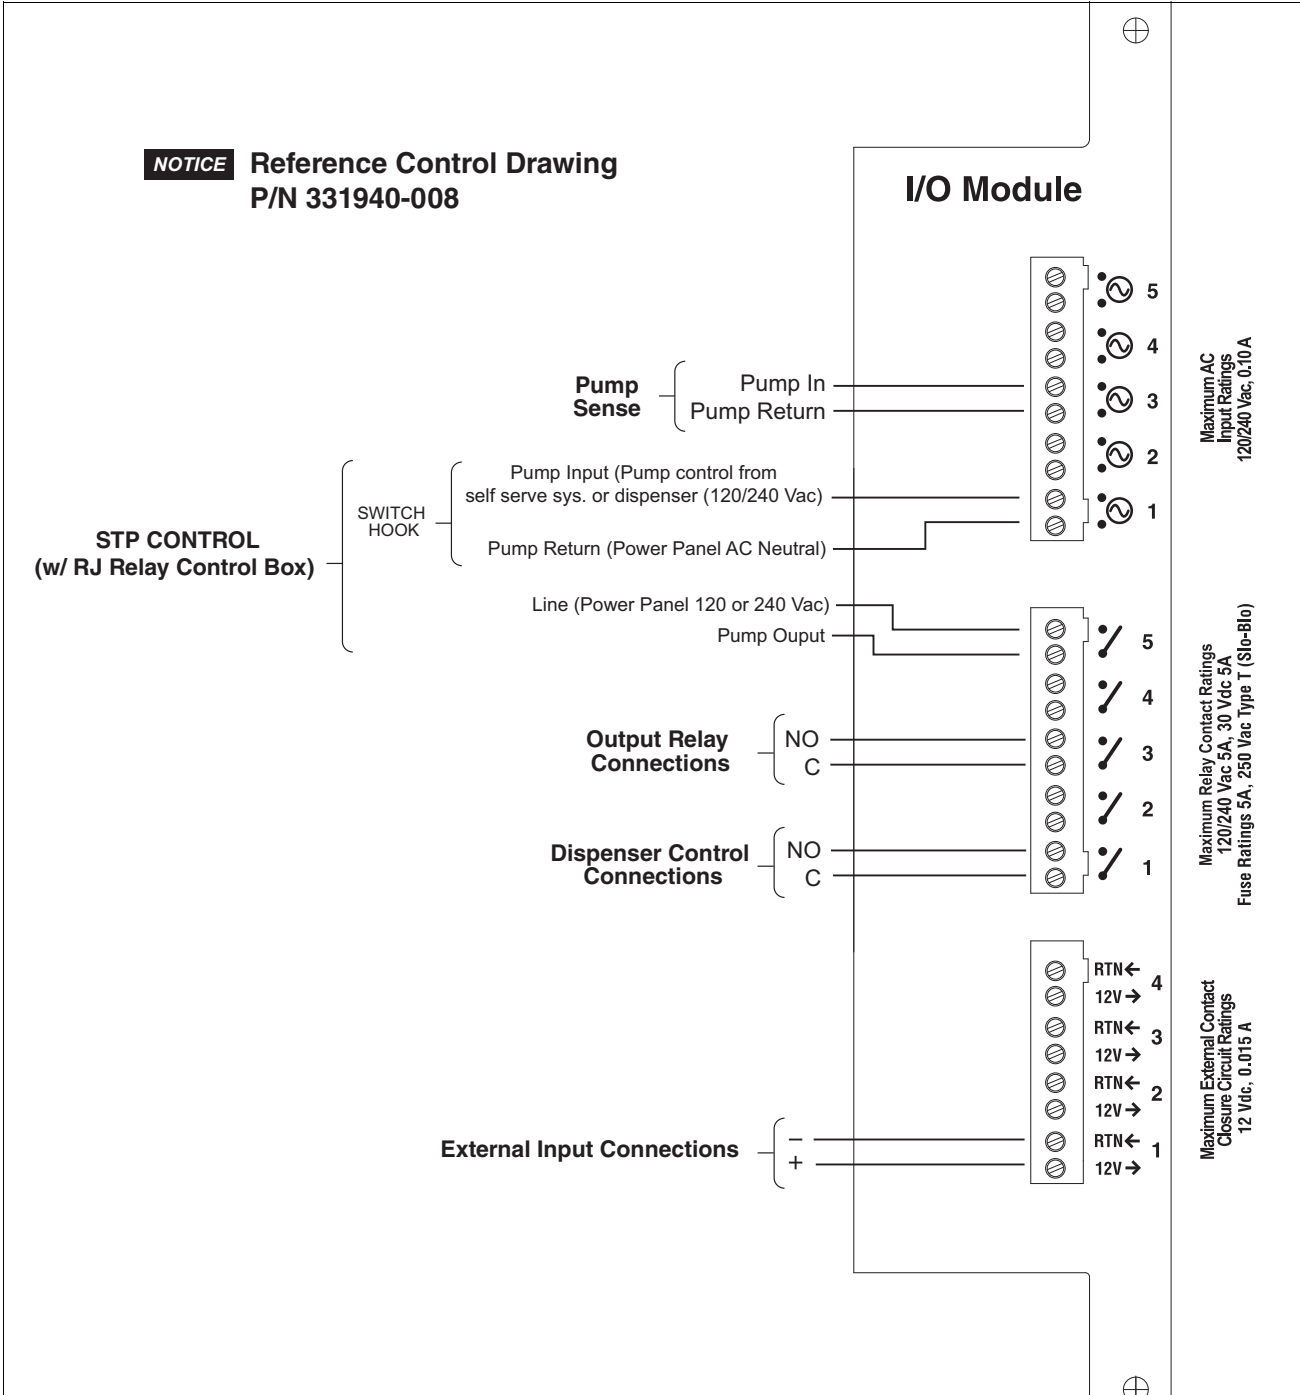 NOTICE Reference Control Drawing
P/N 331940-008
I/O Module
5
4
3
2
1
Maximum AC
Input Ratings
120/240 Vac, 0.10 A
Pump
Sense
Pump In
Pump Return
STP CONTROL
(w/ RJ Relay Control Box)
SWITCH
HOOK
Pump Input (Pump control from
self serve sys. or dispenser (120/240 Vac)
Pump Return (Power Panel AC Neutral)
Line (Power Panel 120 or 240 Vac)
Pump Ouput
5
4
3
2
1
Maximum Relay Contact Ratings
120/240 Vac 5A, 30 Vdc 5A
Fuse Ratings 5A, 250 Vac Type T (Slo-Blo)
Output Relay
Connections
NO
C
Dispenser Control
Connections
NO
C
RTN←
12V→
4
RTN←
12V→
3
RTN←
12V→
2
RTN←
12V→
1
Maximum External Contact
Closure Circuit Ratings
12 Vdc, 0.015 A
External Input Connections
–
+